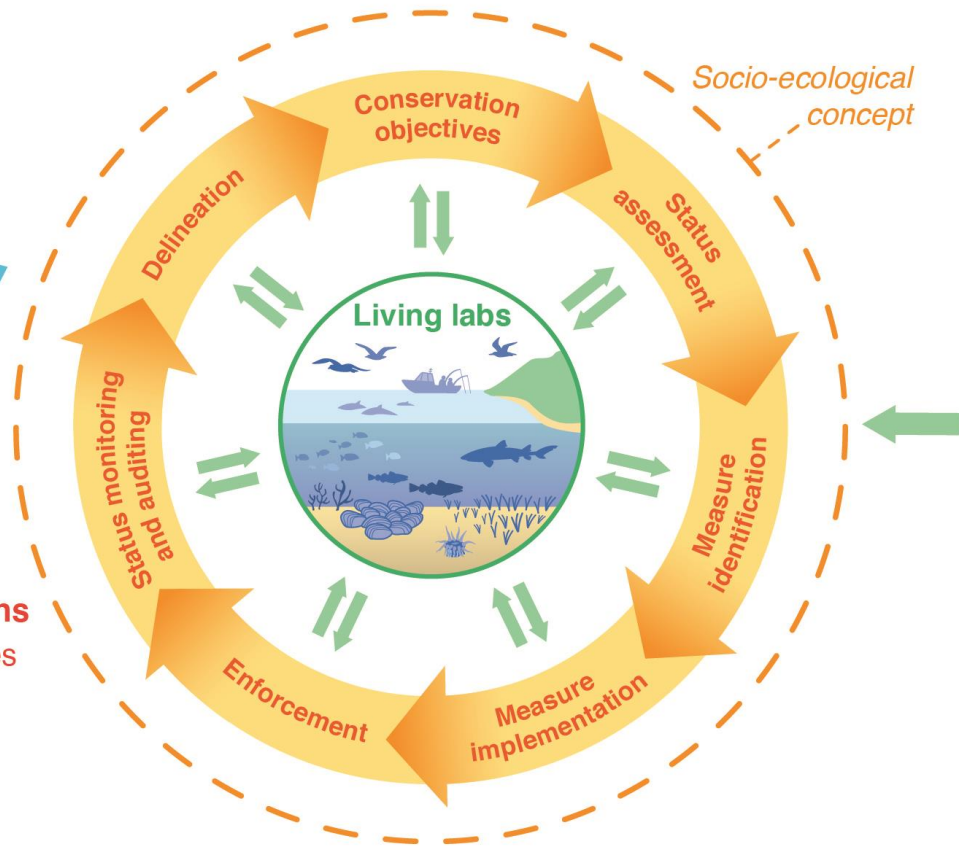 Socio-ecological
concept
Conservation
objectives
Status
assessment
Measure
identification
Measure
implementation
Enforcement
Status monitoring
and auditing
Delineation
Living labs